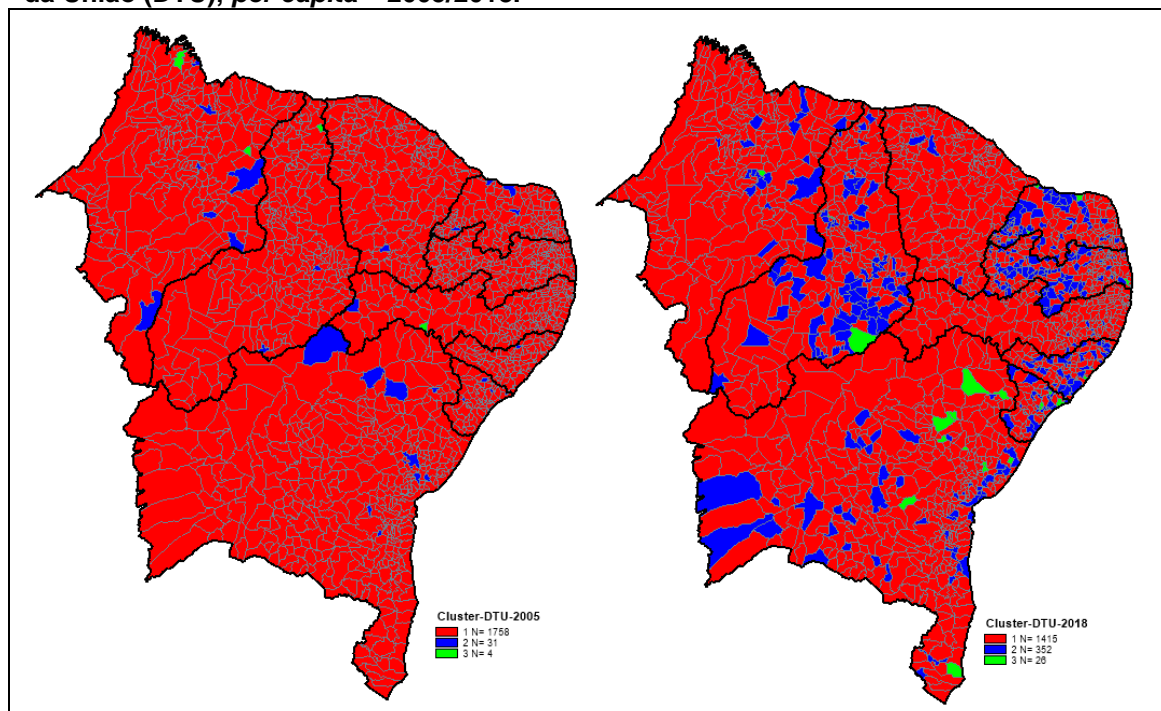 da União (DTU), per capita – 2005/2018.
Cluster-DTU-2005
1 N= 1758
2 N= 31
3 N= 4
Cluster-DTU-2018
1 N= 1415
2 N= 352
3 N= 26